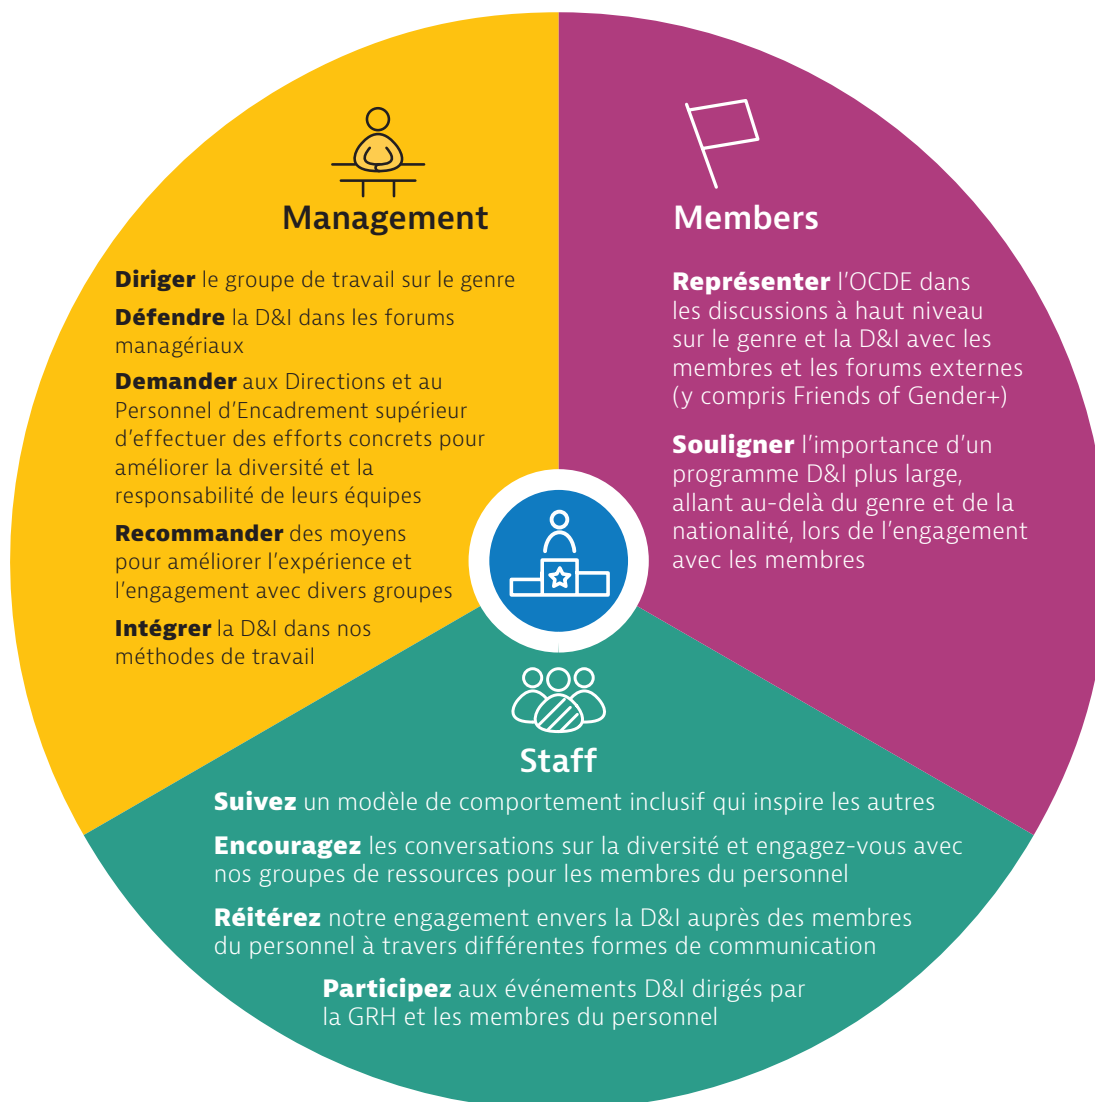 Management
Diriger le groupe de travail sur le genre
Défendre la D&I dans les forums
managériaux
Demander aux Directions et au
Personnel d’Encadrement supérieur
d’effectuer des efforts concrets pour
améliorer la diversité et la
responsabilité de leurs équipes
Recommander des moyens
pour améliorer l’expérience et
l’engagement avec divers groupes
Intégrer la D&I dans nos
méthodes de travail
Members
Représenter l’OCDE dans
les discussions à haut niveau
sur le genre et la D&I avec les
membres et les forums externes
(y compris Friends of Gender+)
Souligner l’importance d’un
programme D&I plus large,
allant au-delà du genre et de la
nationalité, lors de l’engagement
avec les membres
Staff
Suivez un modèle de comportement inclusif qui inspire les autres
Encouragez les conversations sur la diversité et engagez-vous avec
nos groupes de ressources pour les membres du personnel
Réitérez notre engagement envers la D&I auprès des membres
du personnel à travers différentes formes de communication
Participez aux événements D&I dirigés par
la GRH et les membres du personnel